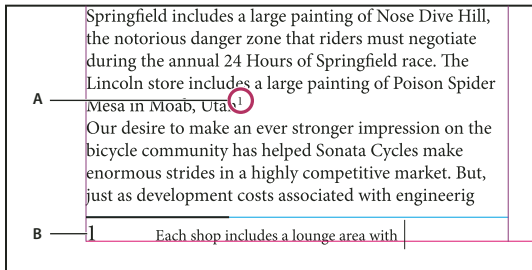 Springfield includes a large painting of Nose Dive Hill,
the notorious danger zone that riders must negotiate
during the annual 24 Hours of Springfield race. The
Lincoln store includes a large painting of Poison Spider
A Mesa in Moab, Utah1
Our desire to make an ever stronger impression on the
bicycle community has helped Sonata Cycles make
enormous strides in a highly competitive market. But,
just as development costs associated with engineerig
B 1 Each shop includes a lounge area with